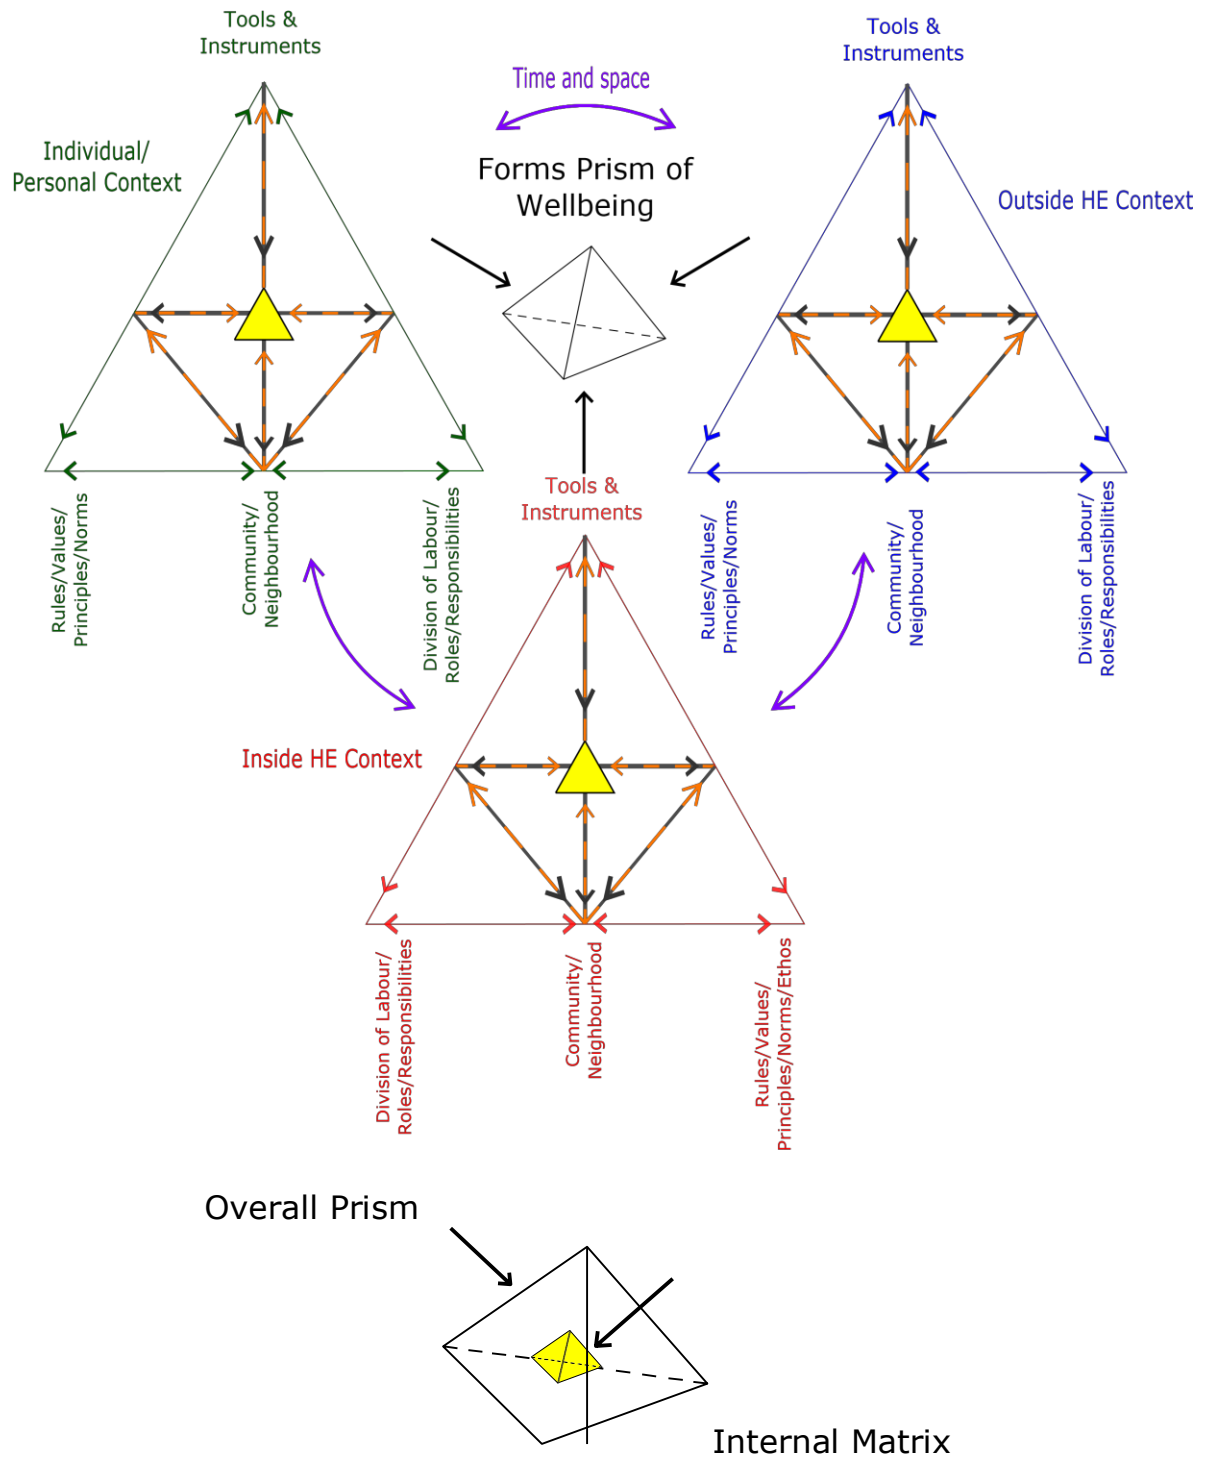 Tools &
Instruments
Tools &
Instruments
Time and space
Individual/
Personal Context
Forms Prism of
Wellbeing
Outside HE Context
Rules/Values/
Principles/Norms
Community/
Neighbourhood
Division of Labour/
Roles/Responsibilities
Tools &
Instruments
Rules/Values/
Principles/Norms
Community/
Neighbourhood
Division of Labour/
Roles/Responsibilities
Inside HE Context
Division of Labour/
Roles/Responsibilities
Community/
Neighbourhood
Rules/Values/
Principles/Norms/Ethos
Overall Prism
Internal Matrix